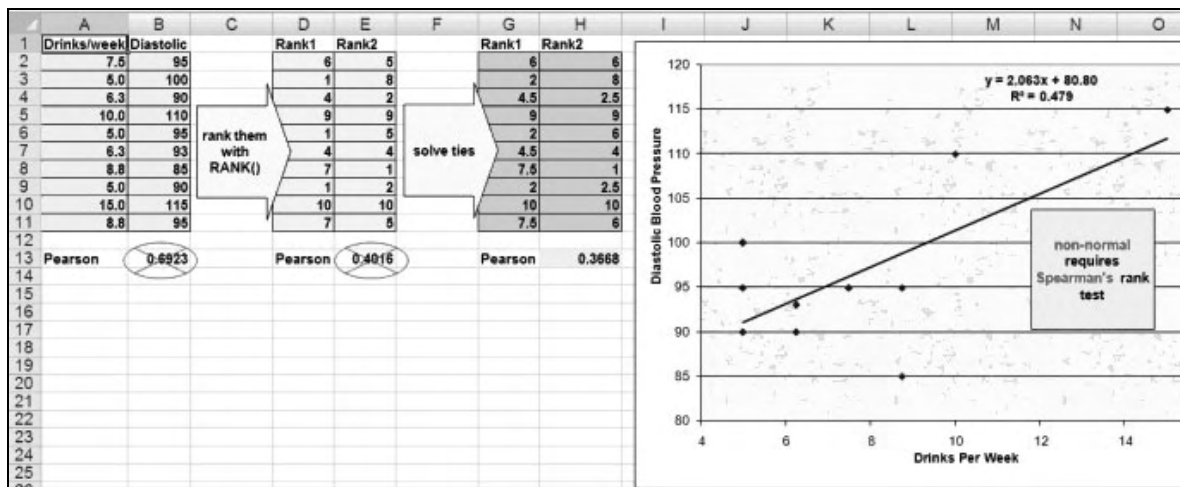 A B C D E F G H I J K L M N O
1 Drinks/week Diastolic Rank1 Rank2 Rank1 Rank2
2 7.5 95 6 5 6 6
3 5.0 100 1 8 2 8
4 6.3 90 4 2 4.5 2.5
5 10.0 110 9 9 9 9
6 5.0 95 1 5 2 6
7 6.3 93 4 4 4.5 4
8 8.8 85 7 1 7.5 1
9 5.0 90 1 2 2 2.5
10 15.0 115 10 10 10 10
11 8.8 95 7 5 7.5 6
12
13 Pearson 0.6923 Pearson 0.4016 Pearson 0.3668
14
15
16
17
18
19
20
21
22
23
24
25
rank them
with
RANK()
solve ties
y = 2.063x + 80.80
R² = 0.479
120
115
110
105
100
95
90
85
80
Diastolic Blood Pressure
non-normal
requires
Spearman's rank
test
4 6 8 10 12 14
Drinks Per Week